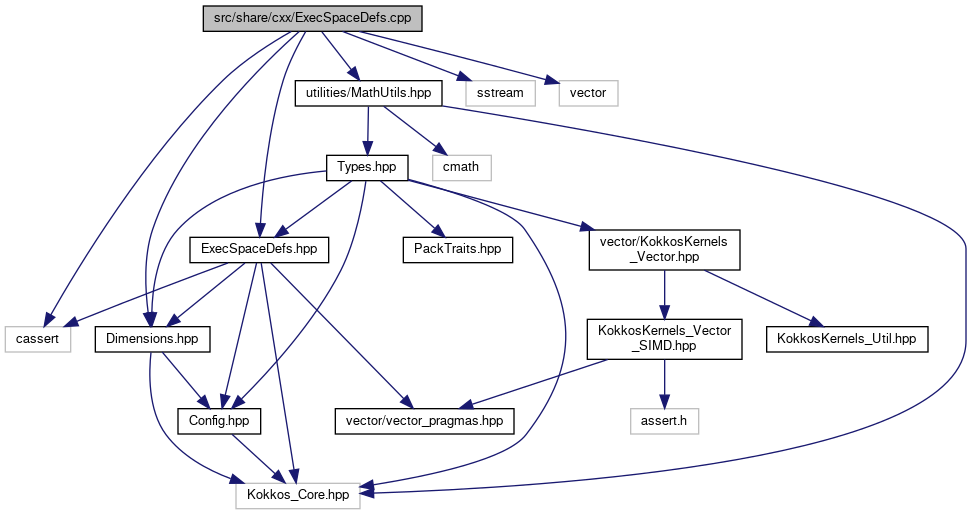 src/share/cxx/ExecSpaceDefs.cpp
utilities/MathUtils.hpp
sstream
vector
Types.hpp
cmath
ExecSpaceDefs.hpp
PackTraits.hpp
vector/KokkosKernels
_Vector.hpp
cassert
Dimensions.hpp
KokkosKernels_Vector
_SIMD.hpp
KokkosKernels_Util.hpp
Config.hpp
vector/vector_pragmas.hpp
assert.h
Kokkos_Core.hpp